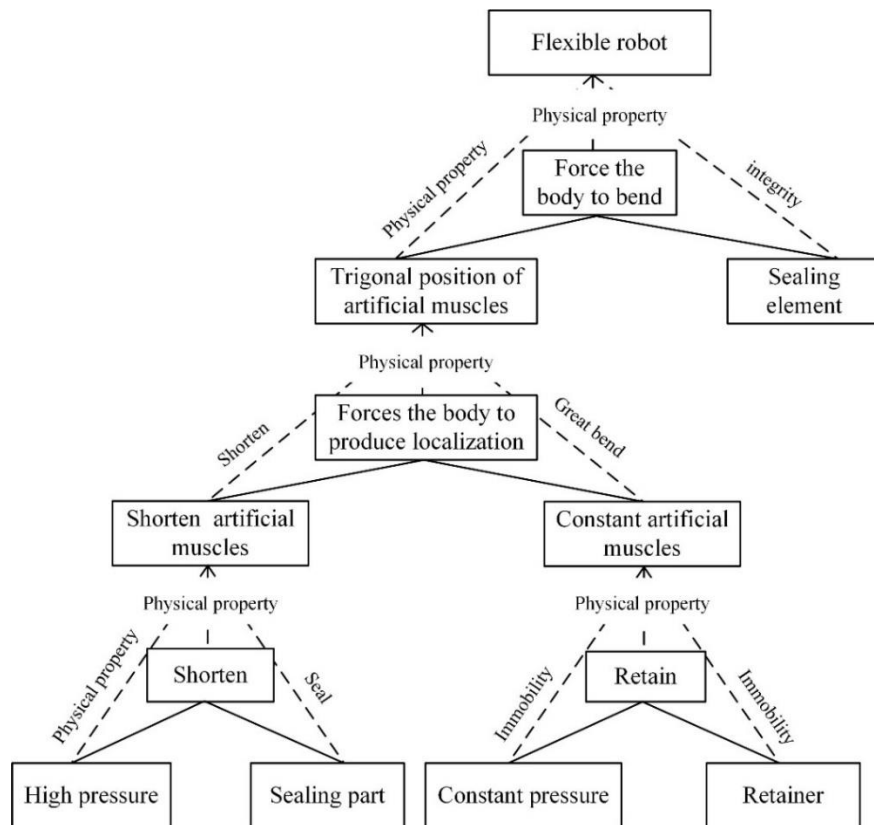 Flexible robot
Physical property
Physical property
Force the
body to bend
integrity
Trigonal position of
artificial muscles
Sealing
element
Physical property
Shorten
Forces the body to
produce localization
Great bend
Shorten artificial
muscles
Constant artificial
muscles
Physical property
Physical property
Physical property
Shorten
Seal
Immobility
Retain
Immobility
High pressure
Sealing part
Constant pressure
Retainer